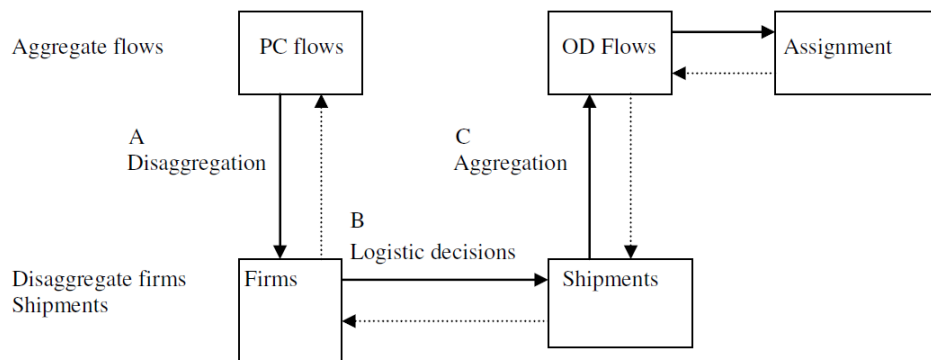 Aggregate flows
PC flows
OD Flows
Assignment
A
Disaggregation
C
Aggregation
B
Logistic decisions
Disaggregate firms
Shipments
Firms
Shipments